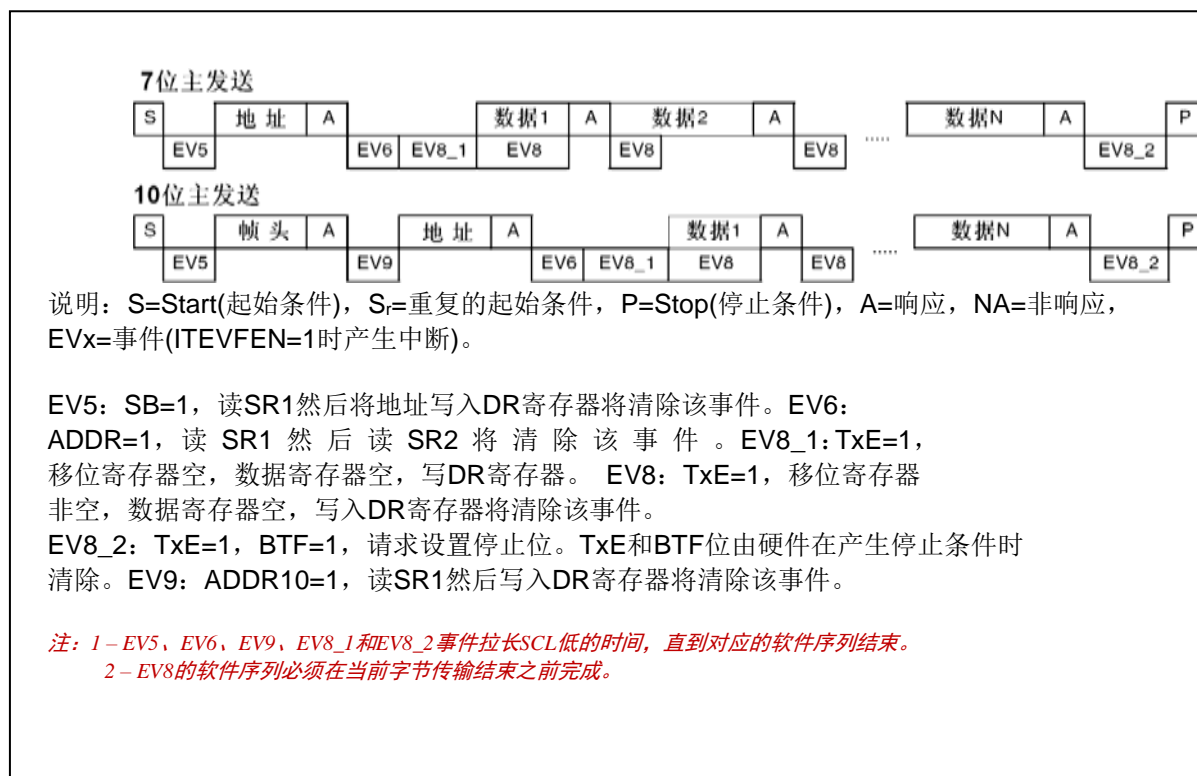 7位主发送
S 地 址 A 数据1 A 数据2 A ..... 数据N A P
EV5 EV6 EV8_1 EV8 EV8 EV8 EV8_2
10位主发送
S 帧 头 A 地 址 A 数据1 A ..... 数据N A P
EV5 EV9 EV6 EV8_1 EV8 EV8 EV8_2
说明：S=Start(起始条件)，Sr=重复的起始条件，P=Stop(停止条件)，A=响应，NA=非响应，
EVx=事件(ITEVFEN=1时产生中断)。
EV5：SB=1，读SR1然后将地址写入DR寄存器将清除该事件。EV6：
ADDR=1，读 SR1 然 后 读 SR2 将 清 除 该 事 件 。EV8_1：TxE=1，
移位寄存器空，数据寄存器空，写DR寄存器。 EV8：TxE=1，移位寄存器
非空，数据寄存器空，写入DR寄存器将清除该事件。
EV8_2：TxE=1，BTF=1，请求设置停止位。TxE和BTF位由硬件在产生停止条件时
清除。EV9：ADDR10=1，读SR1然后写入DR寄存器将清除该事件。
注：1 – EV5、EV6、EV9、EV8_1和EV8_2事件拉长SCL低的时间，直到对应的软件序列结束。
2 – EV8的软件序列必须在当前字节传输结束之前完成。